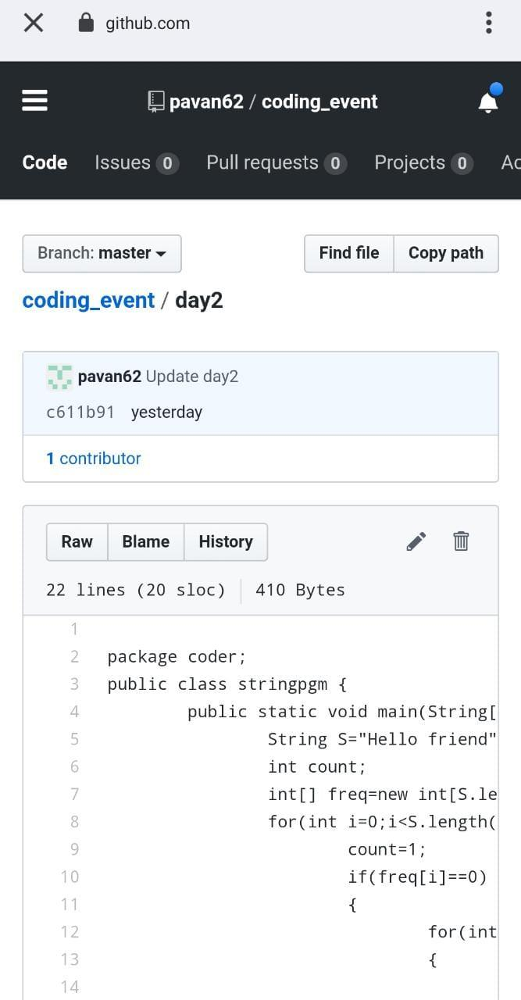 github.com
pavan62 / coding_event
Code Issues 0 Pull requests 0 Projects 0 Ac
Branch: master Find file Copy path
coding_event / day2
pavan62 Update day2
c611b91 yesterday
1 contributor
Raw Blame History
22 lines (20 sloc) 410 Bytes
1
2 package coder;
3 public class stringpgm {
4 public static void main(String[
5 String S="Hello friend"
6 int count;
7 int[] freq=new int[S.le
8 for(int i=0;i<S.length(
9 count=1;
10 if(freq[i]==0)
11 {
12 for(int
13 {
14